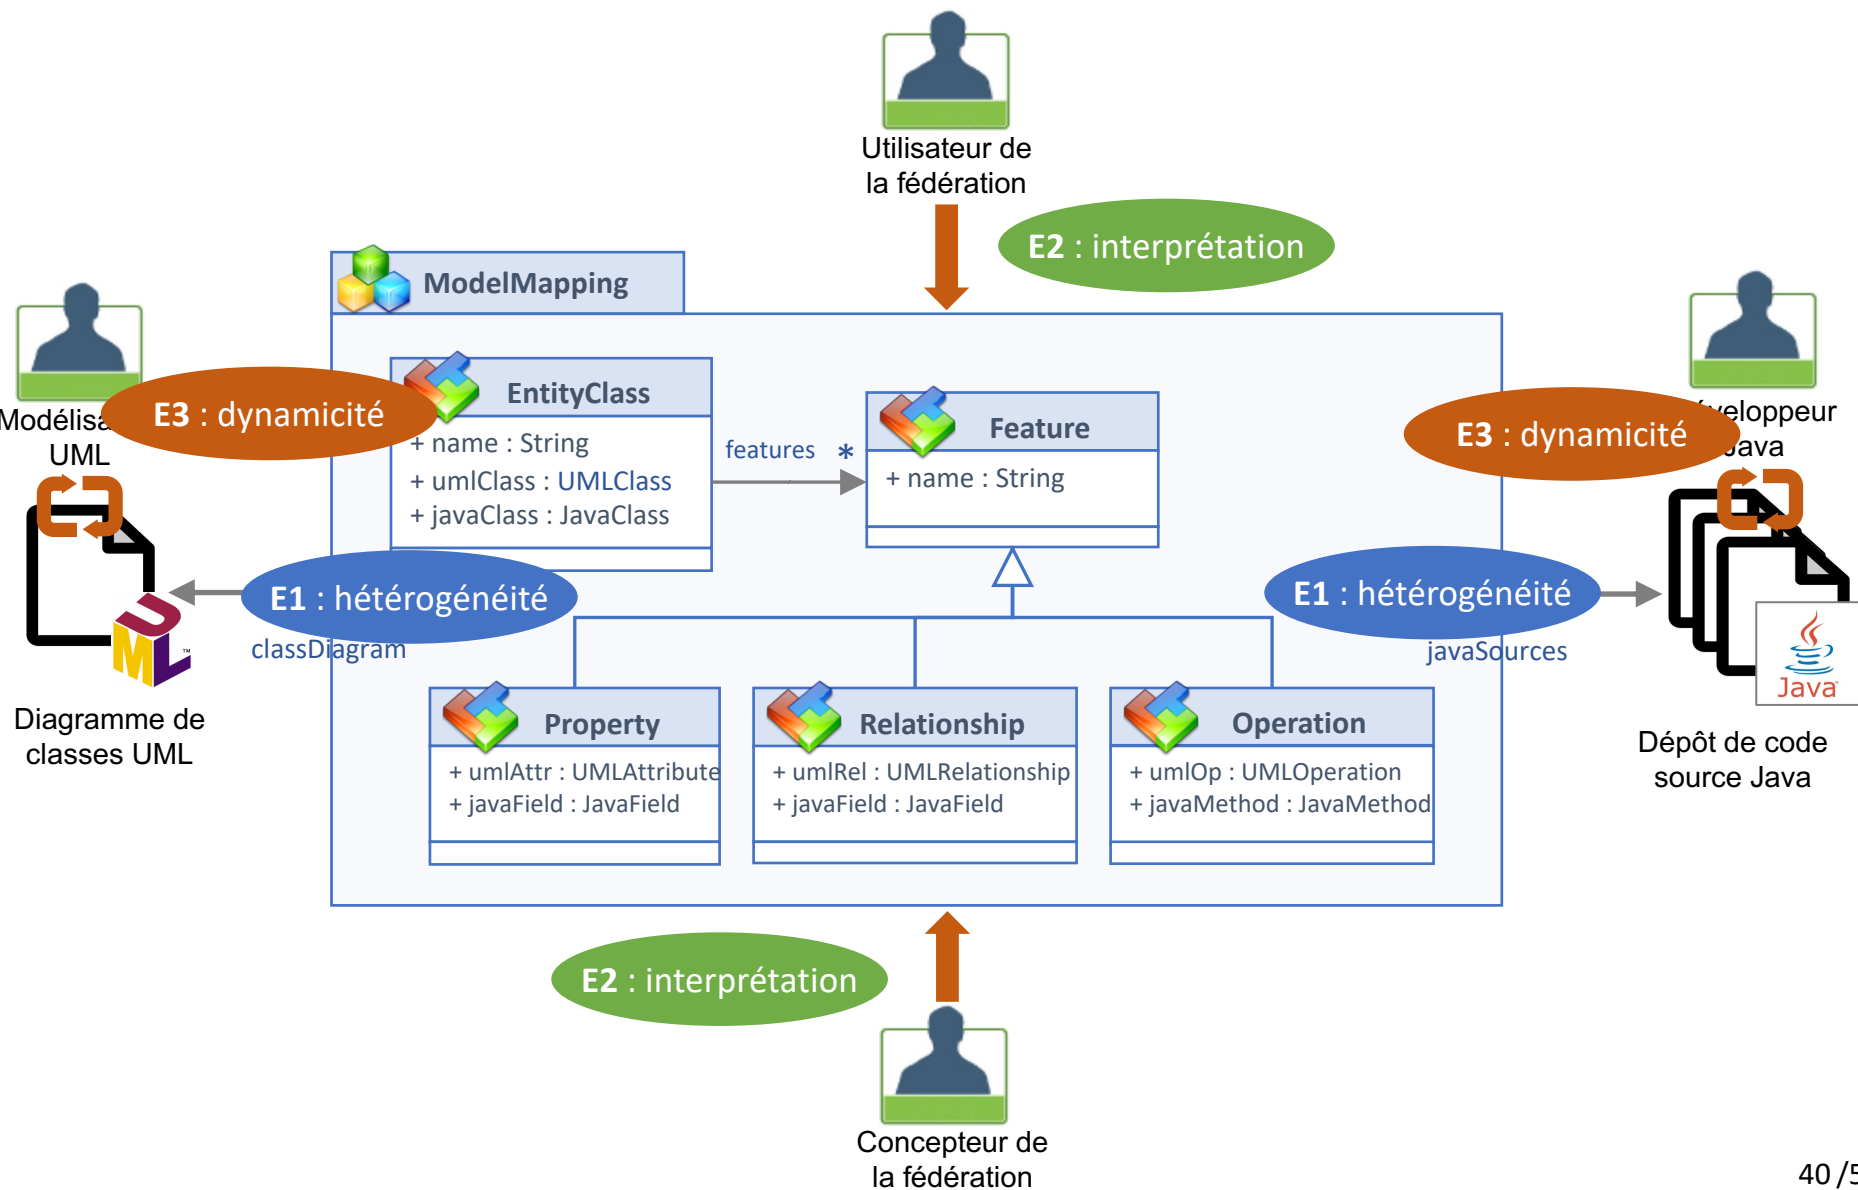 Utilisateur de
la fédération
E2 : interprétation
ModelMapping
UML
E3 : dynamicité
EntityClass
+ name : String
+ umlClass : UMLClass
+ javaClass : JavaClass
features *
Feature
+ name : String
E3 : dynamicité
Java
E1 : hétérogénéité
classDiagram
UML
Diagramme de
classes UML
E1 : hétérogénéité
javaSources
Java
Dépôt de code
source Java
Property
+ umlAttr : UMLAttribute
+ javaField : JavaField
Relationship
+ umlRel : UMLRelationship
+ javaField : JavaField
Operation
+ umlOp : UMLOperation
+ javaMethod : JavaMethod
E2 : interprétation
Concepteur de
la fédération
40/5